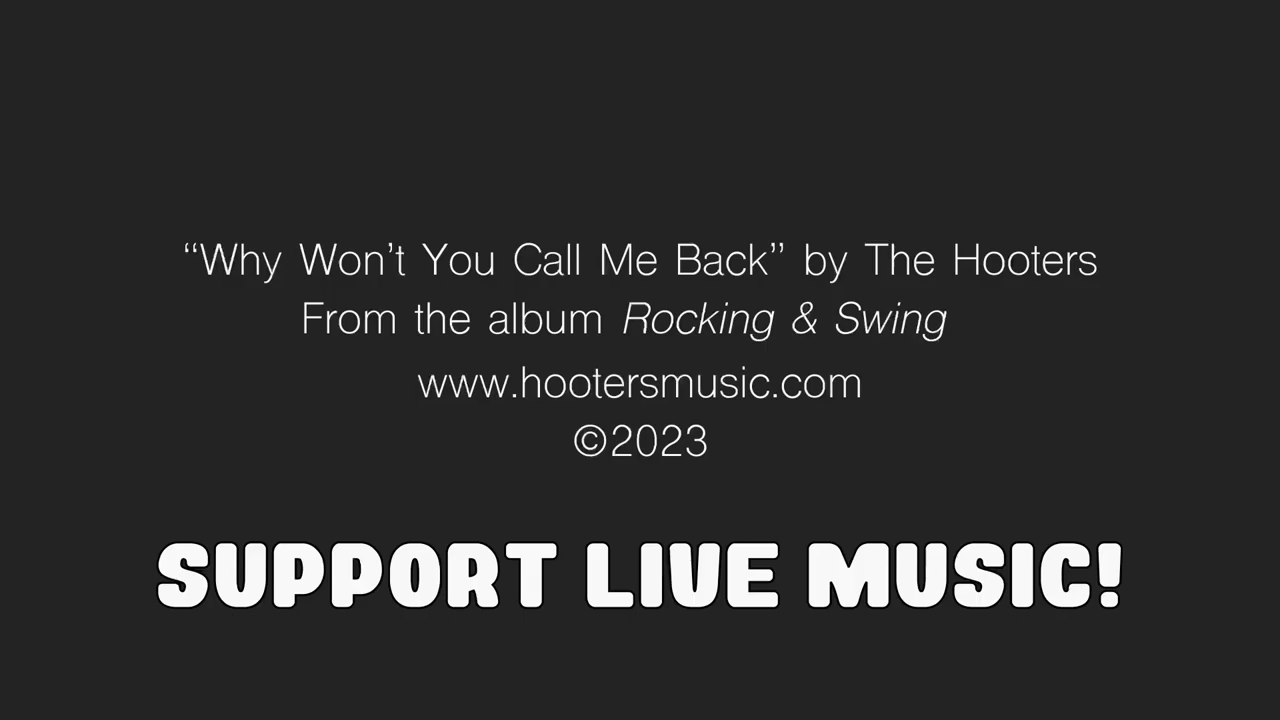 “Why Won’t You Call Me Back” by The Hooters
From the album Rocking & Swing
www.hootersmusic.com
©2023
SUPPORT LIVE MUSIC!